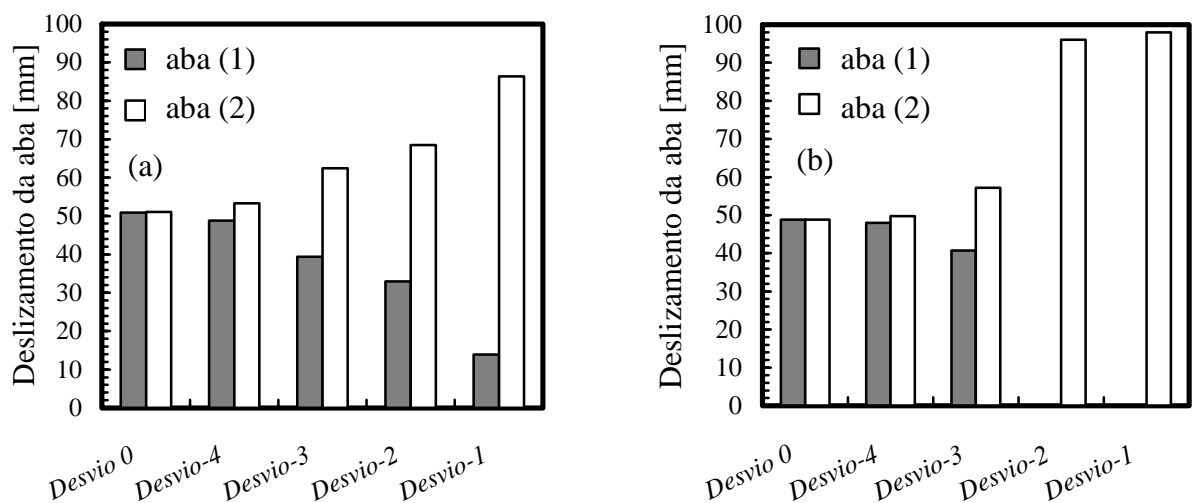 Deslizamento da aba [mm]
100
90
80
70
60
50
40
30
20
10
0
aba (1)
aba (2)
(a)
Desvio 0
Desvio-4
Desvio-3
Desvio-2
Desvio-1
Deslizamento da aba [mm]
100
90
80
70
60
50
40
30
20
10
0
aba (1)
aba (2)
(b)
Desvio 0
Desvio-4
Desvio-3
Desvio-2
Desvio-1